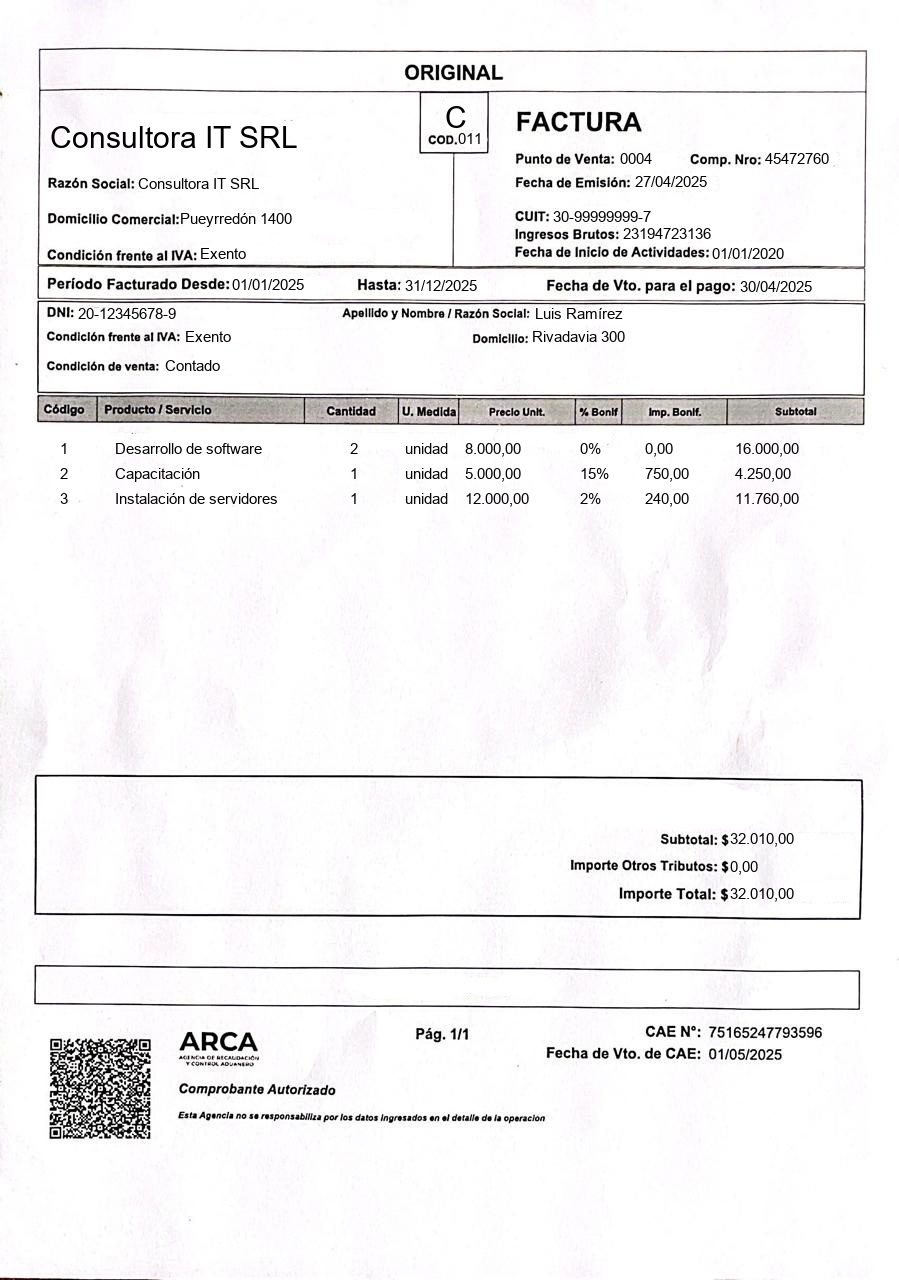 ORIGINAL
Consultora IT SRL
C
COD.011
FACTURA
Punto de Venta: 0004 Comp. Nro: 45472760
Razón Social: Consultora IT SRL
Fecha de Emisión: 27/04/2025
Domicilio Comercial:Pueyrredón 1400
CUIT: 30-99999999-7
Ingresos Brutos: 23194723136
Condición frente al IVA: Exento
Fecha de Inicio de Actividades: 01/01/2020
Período Facturado Desde: 01/01/2025 Hasta: 31/12/2025 Fecha de Vto. para el pago: 30/04/2025
DNI: 20-12345678-9 Apellido y Nombre / Razón Social: Luis Ramírez
Condición frente al IVA: Exento Domicilio: Rivadavia 300
Condición de venta: Contado
Código Producto / Servicio Cantidad U. Medida Precio Unit. % Bonif Imp. Bonif. Subtotal
1 Desarrollo de software 2 unidad 8.000,00 0% 0,00 16.000,00
2 Capacitación 1 unidad 5.000,00 15% 750,00 4.250,00
3 Instalación de servidores 1 unidad 12.000,00 2% 240,00 11.760,00
Subtotal: $32.010,00
Importe Otros Tributos: $0,00
Importe Total: $32.010,00
ARCA
AGENCIA DE RECAUDACIÓN
Y CONTROL ADUANERO
Pág. 1/1
CAE N°: 75165247793596
Fecha de Vto. de CAE: 01/05/2025
Comprobante Autorizado
Esta Agencia no se responsabiliza por los datos ingresados en el detalle de la operación